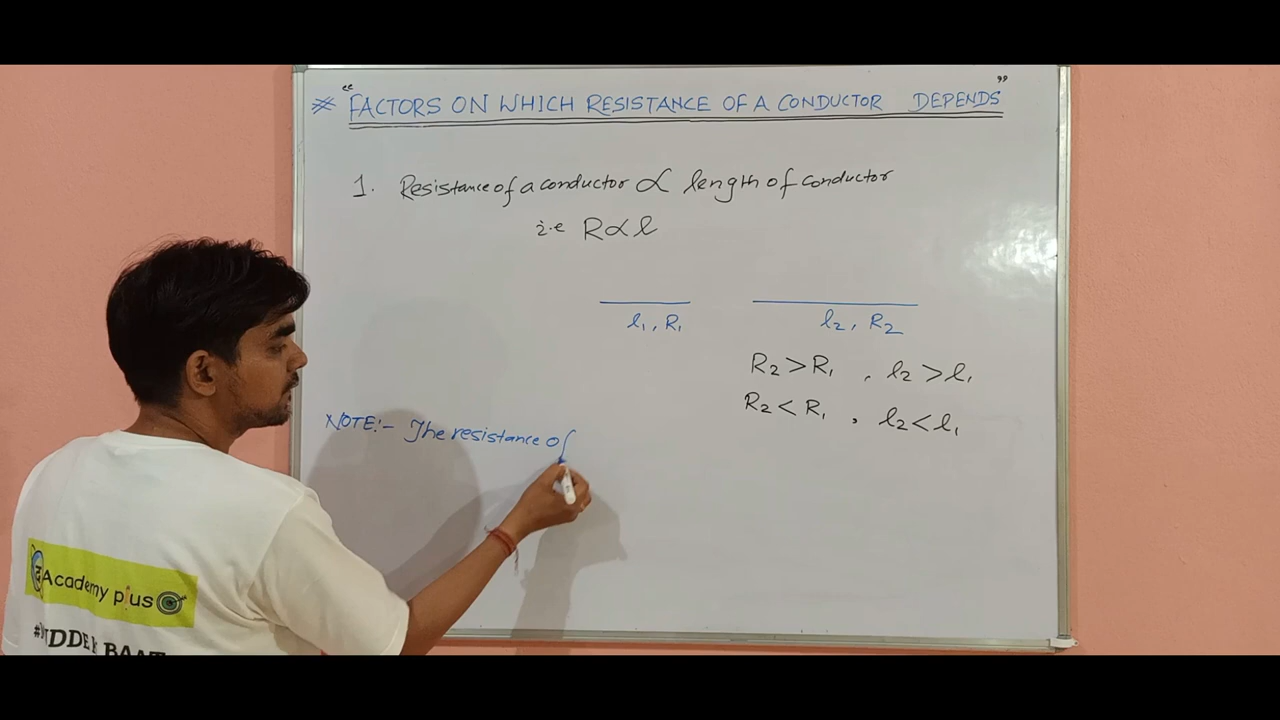 # “FACTORS ON WHICH RESISTANCE OF A CONDUCTOR DEPENDS”
1. Resistance of a conductor ∝ length of conductor
i.e R ∝ l
l₁, R₁
l₂, R₂
R₂ > R₁ , l₂ > l₁
R₂ < R₁ , l₂ < l₁
NOTE:- The resistance of
Academy plus